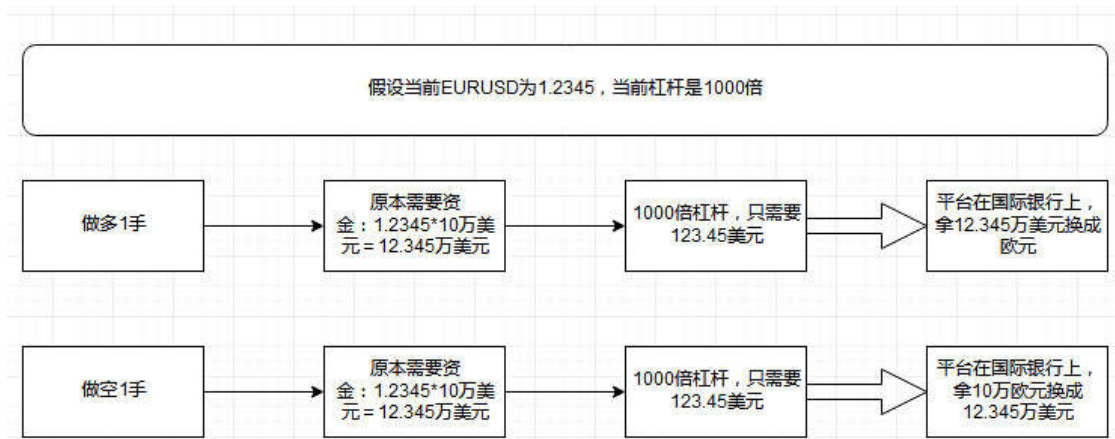 假设当前EURUSD为1.2345，当前杠杆是1000倍
做多1手
原本需要资
金：1.2345*10万美
元＝12.345万美元
1000倍杠杆，只需要
123.45美元
平台在国际银行上，
拿12.345万美元换成
欧元
做空1手
原本需要资
金：1.2345*10万美
元＝12.345万美元
1000倍杠杆，只需要
123.45美元
平台在国际银行上，
拿10万欧元换成
12.345万美元